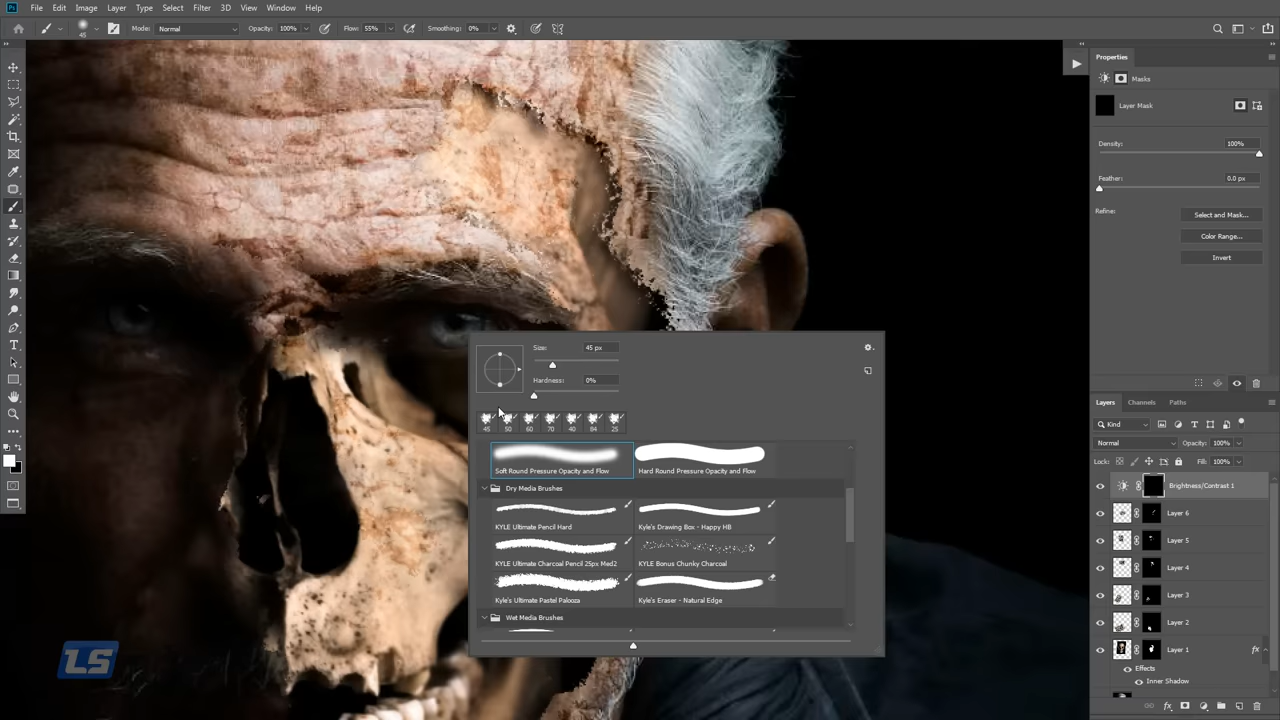 Ps File Edit Image Layer Type Select Filter 3D View Window Help
45 Mode: Normal Opacity: 100% Flow: 55% Smoothing: 0%
Properties
Masks
Layer Mask
Density: 100%
Feather: 0.0 px
Refine: Select and Mask...
Color Range...
Invert
Size: 45 px
Hardness: 0%
45 50 60 70 40 84 25
Soft Round Pressure Opacity and Flow Hard Round Pressure Opacity and Flow
Dry Media Brushes
KYLE Ultimate Pencil Hard Kyle's Drawing Box - Happy HB
KYLE Ultimate Charcoal Pencil 25px Med2 KYLE Bonus Chunky Charcoal
Kyle's Ultimate Pastel Palooza Kyle's Eraser - Natural Edge
Wet Media Brushes
Layers Channels Paths
Kind
Normal Opacity: 100%
Lock: Fill: 100%
Brightness/Contrast 1
Layer 6
Layer 5
Layer 4
Layer 3
Layer 2
Layer 1 fx
Effects
Inner Shadow
fx
LS